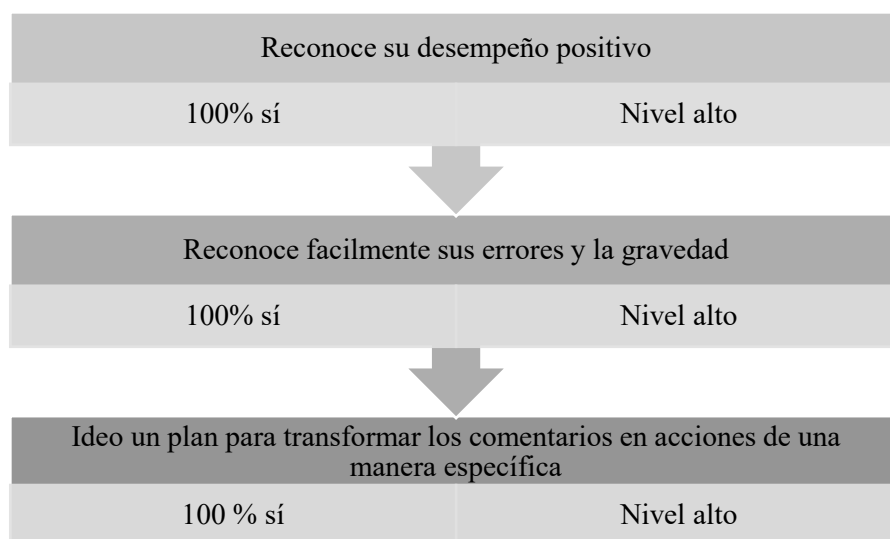 Reconoce su desempeño positivo
100% sí
Nivel alto
Reconoce facilmente sus errores y la gravedad
100% sí
Nivel alto
Ideo un plan para transformar los comentarios en acciones de una
manera específica
100 % sí
Nivel alto